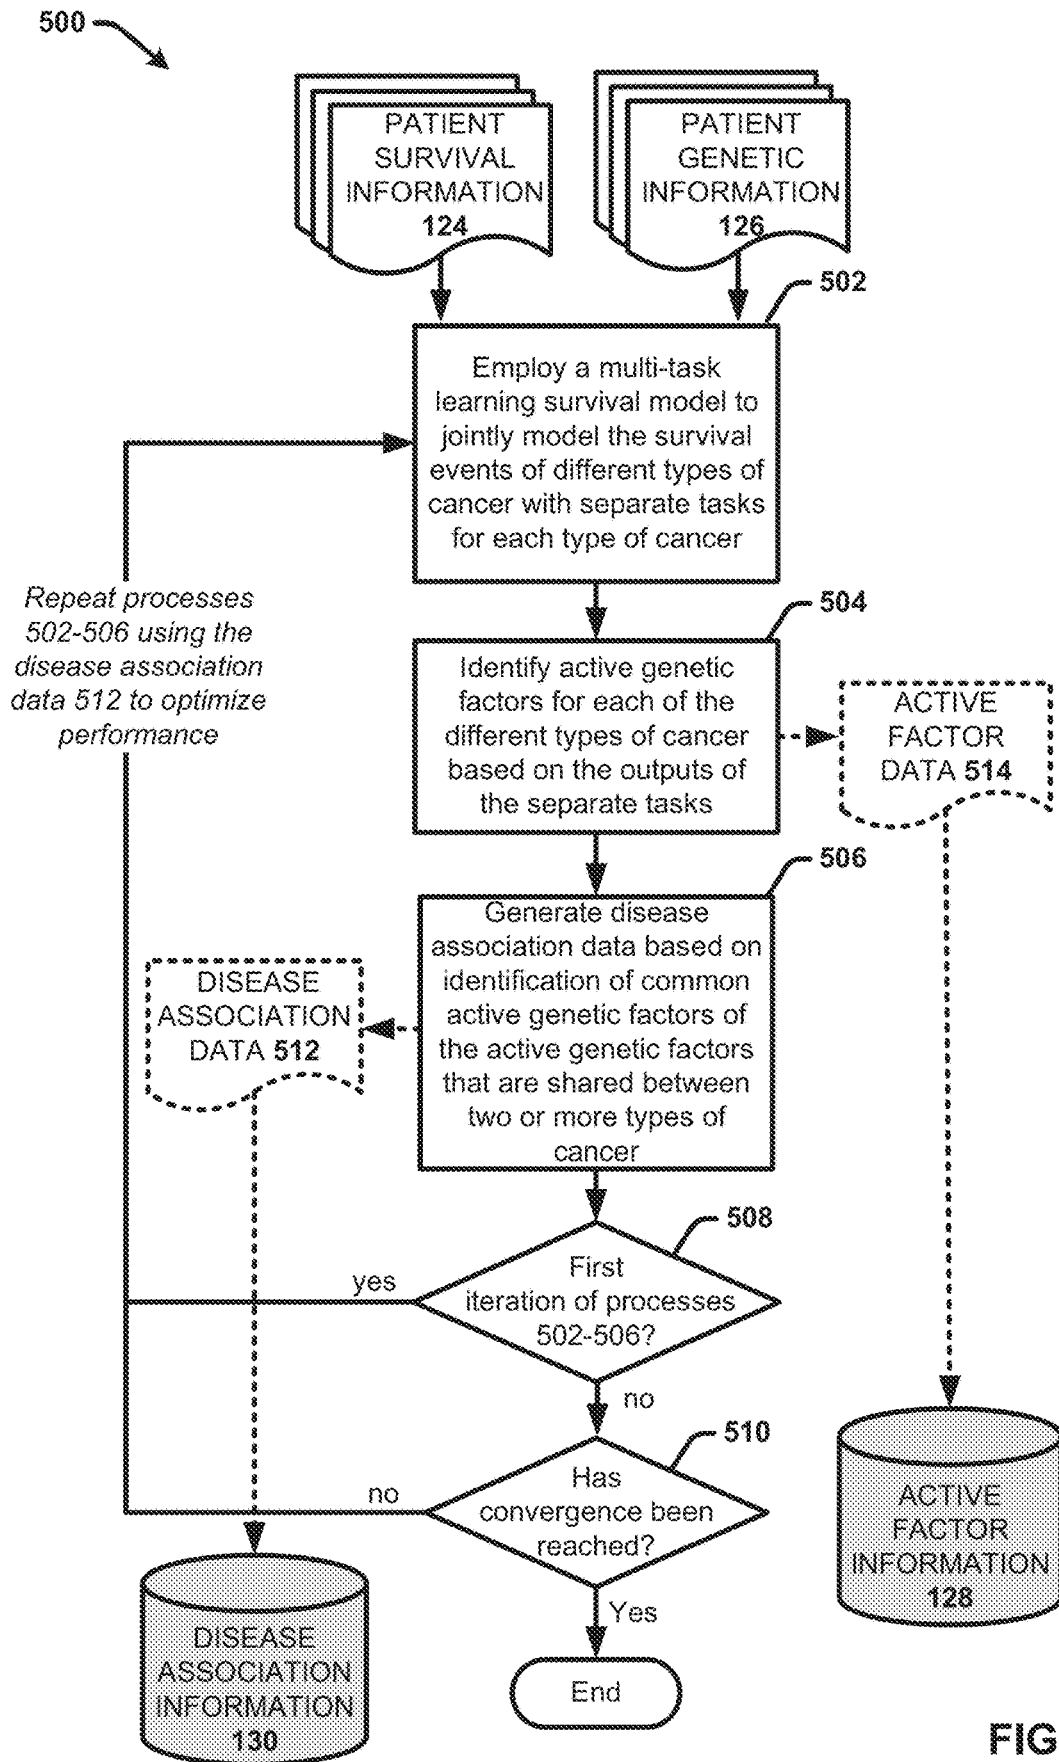 500
PATIENT
SURVIVAL
INFORMATION
124
PATIENT
GENETIC
INFORMATION
126
502
Employ a multi-task
learning survival model to
jointly model the survival
events of different types of
cancer with separate tasks
for each type of cancer
Repeat processes
502-506 using the
disease association
data 512 to optimize
performance
504
Identify active genetic
factors for each of the
different types of cancer
based on the outputs of
the separate tasks
ACTIVE
FACTOR
DATA 514
506
Generate disease
association data based on
identification of common
active genetic factors of
the active genetic factors
that are shared between
two or more types of
cancer
DISEASE
ASSOCIATION
DATA 512
508
First
iteration of processes
502-506?
yes
no
510
Has
convergence been
reached?
no
Yes
End
ACTIVE
FACTOR
INFORMATION
128
DISEASE
ASSOCIATION
INFORMATION
130
FIG